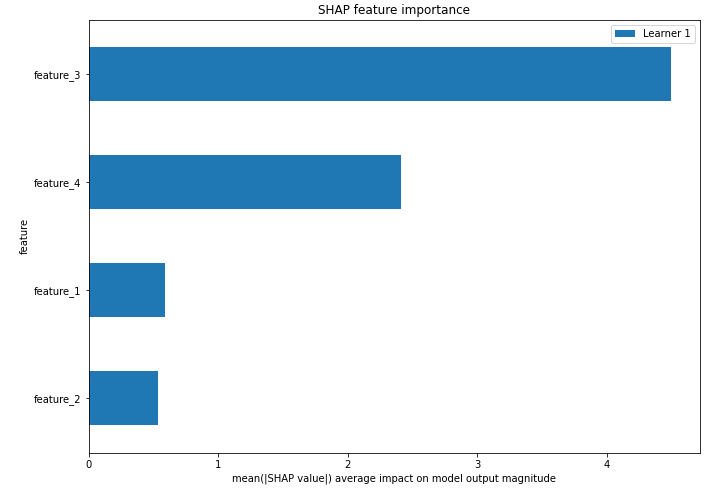 SHAP feature importance
Learner 1
feature_3
feature_4
feature_1
feature_2
feature
0 1 2 3 4
mean(|SHAP value|) average impact on model output magnitude